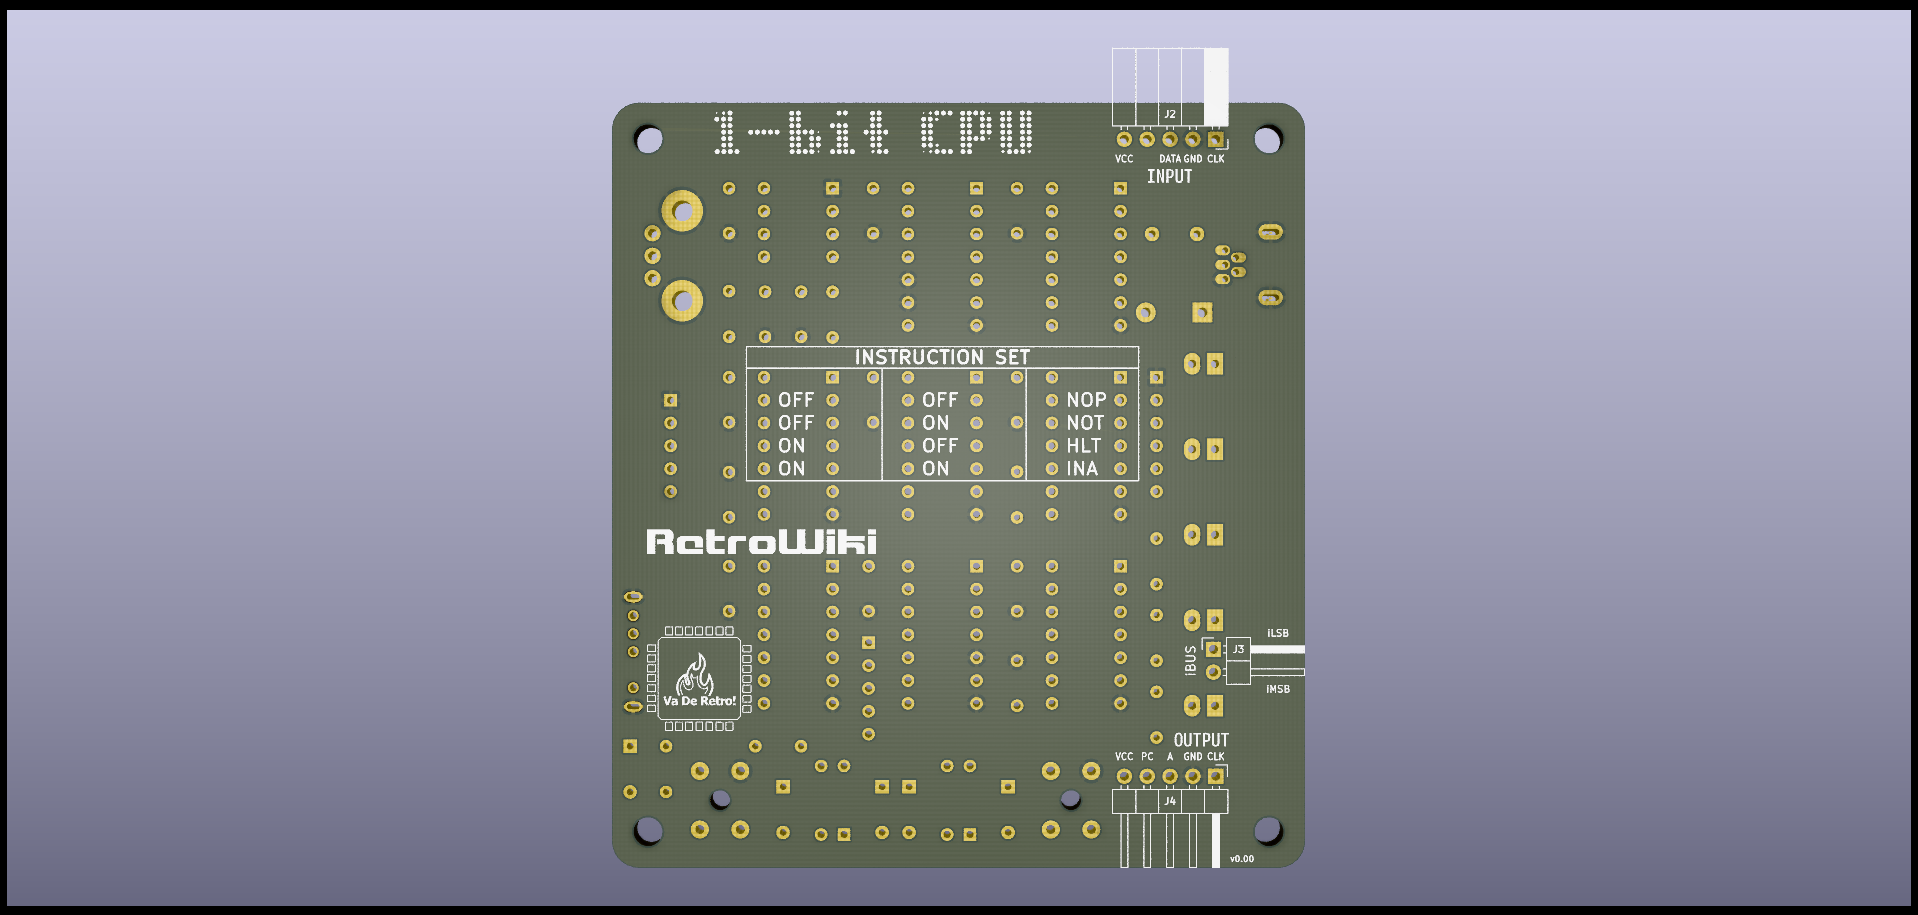 1-bit CPU
J2
VCC DATA GND CLK
INPUT
INSTRUCTION SET
OFF OFF NOP
OFF ON NOT
ON OFF HLT
ON ON INA
RetroWiki
iLSB
iBUS
J3
iMSB
Va De Retro!
OUTPUT
VCC PC A GND CLK
J4
v0.00